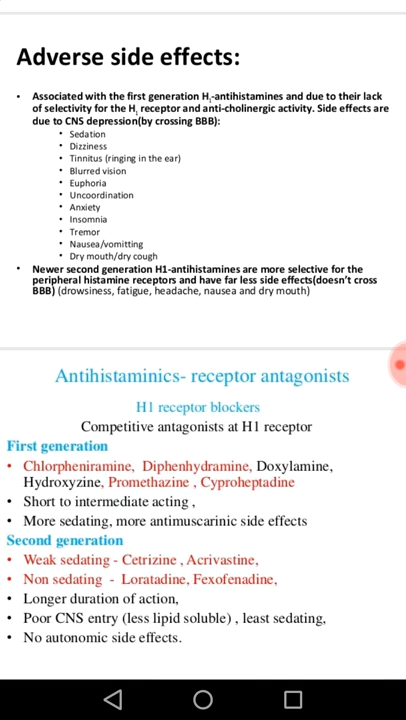 Adverse side effects:
• Associated with the first generation H₁-antihistamines and due to their lack
of selectivity for the H₁ receptor and anti-cholinergic activity. Side effects are
due to CNS depression(by crossing BBB):
• Sedation
• Dizziness
• Tinnitus (ringing in the ear)
• Blurred vision
• Euphoria
• Uncoordination
• Anxiety
• Insomnia
• Tremor
• Nausea/vomitting
• Dry mouth/dry cough
• Newer second generation H1-antihistamines are more selective for the
peripheral histamine receptors and have far less side effects(doesn't cross
BBB) (drowsiness, fatigue, headache, nausea and dry mouth)
Antihistaminics- receptor antagonists
H1 receptor blockers
Competitive antagonists at H1 receptor
First generation
• Chlorpheniramine, Diphenhydramine, Doxylamine,
Hydroxyzine, Promethazine , Cyproheptadine
• Short to intermediate acting ,
• More sedating, more antimuscarinic side effects
Second generation
• Weak sedating - Cetrizine , Acrivastine,
• Non sedating - Loratadine, Fexofenadine,
• Longer duration of action,
• Poor CNS entry (less lipid soluble) , least sedating,
• No autonomic side effects.